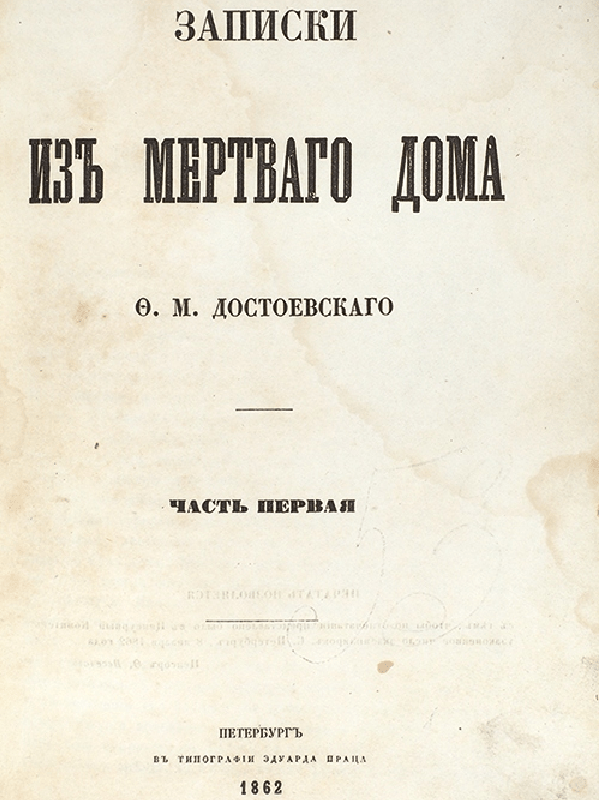 ЗАПИСКИ
ИЗЪ МЕРТВАГО ДОМА
Ѳ. М. ДОСТОЕВСКАГО
ЧАСТЬ ПЕРВАЯ
ПЕТЕРБУРГЪ
ВЪ ТИПОГРАФІИ ЭДУАРДА ПРАЦА
1862